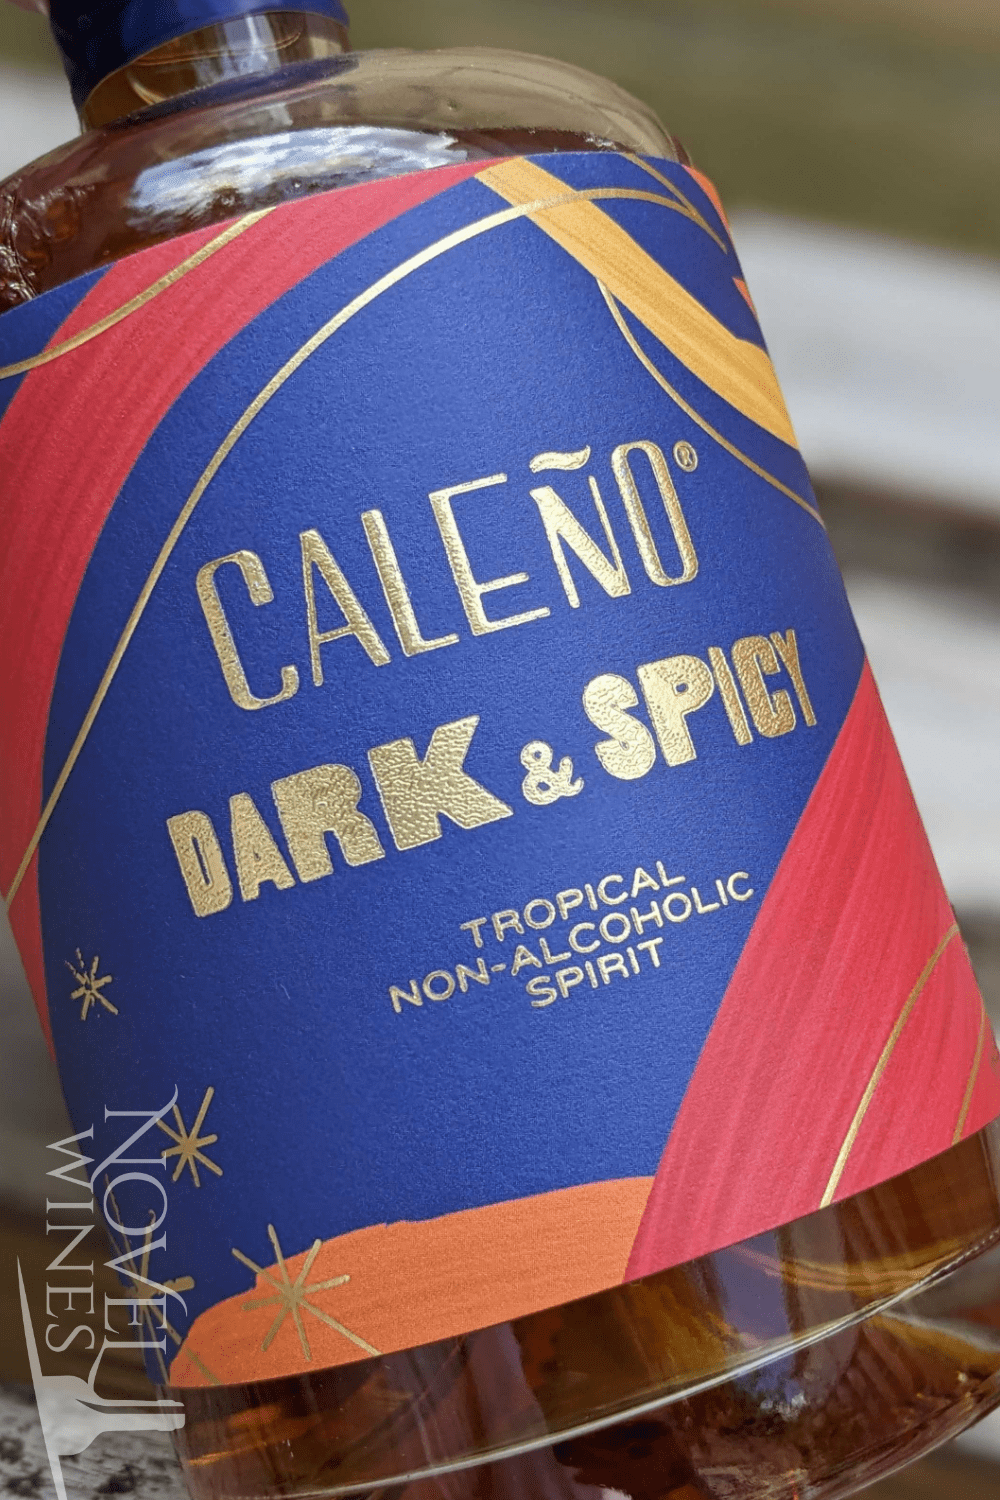 CALEÑO®
DARK & SPICY
TROPICAL
NON-ALCOHOLIC
SPIRIT
NOVEL
WINES